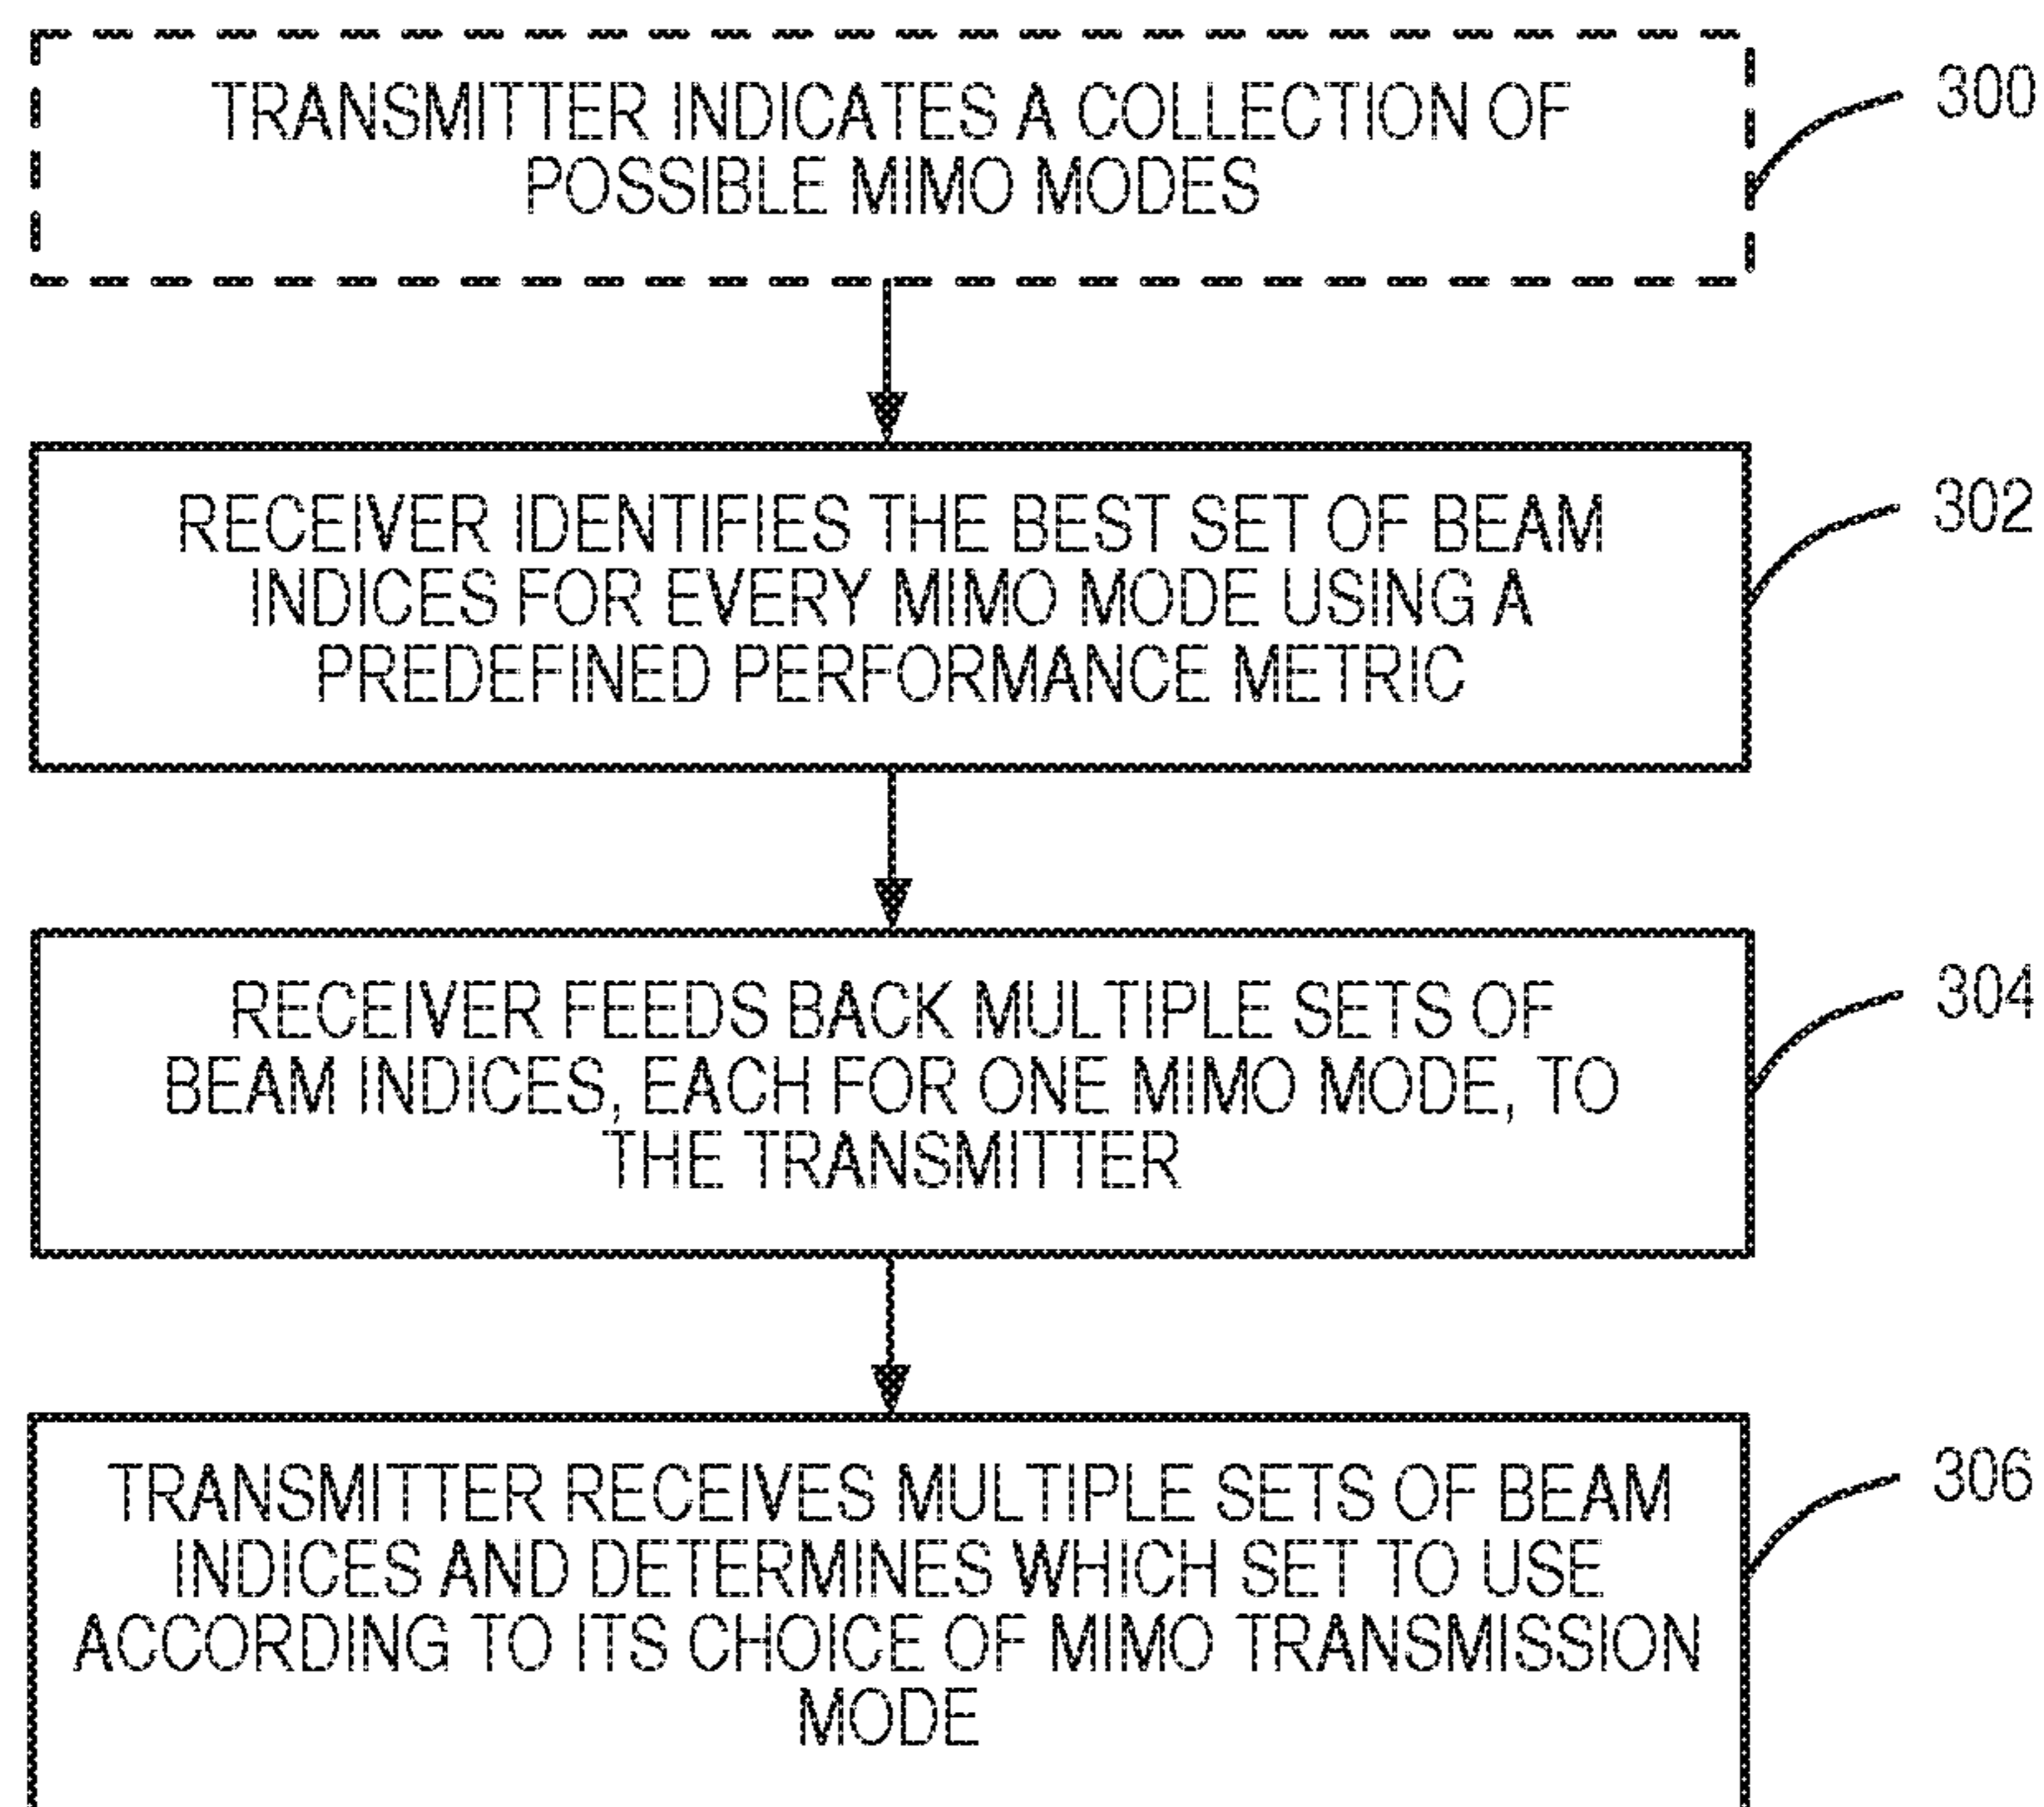 TRANSMITTER INDICATES A COLLECTION OF
POSSIBLE MIMO MODES
300
RECEIVER IDENTIFIES THE BEST SET OF BEAM
INDICES FOR EVERY MIMO MODE USING A
PREDEFINED PERFORMANCE METRIC
302
RECEIVER FEEDS BACK MULTIPLE SETS OF
BEAM INDICES, EACH FOR ONE MIMO MODE, TO
THE TRANSMITTER
304
TRANSMITTER RECEIVES MULTIPLE SETS OF BEAM
INDICES AND DETERMINES WHICH SET TO USE
ACCORDING TO ITS CHOICE OF MIMO TRANSMISSION
MODE
306